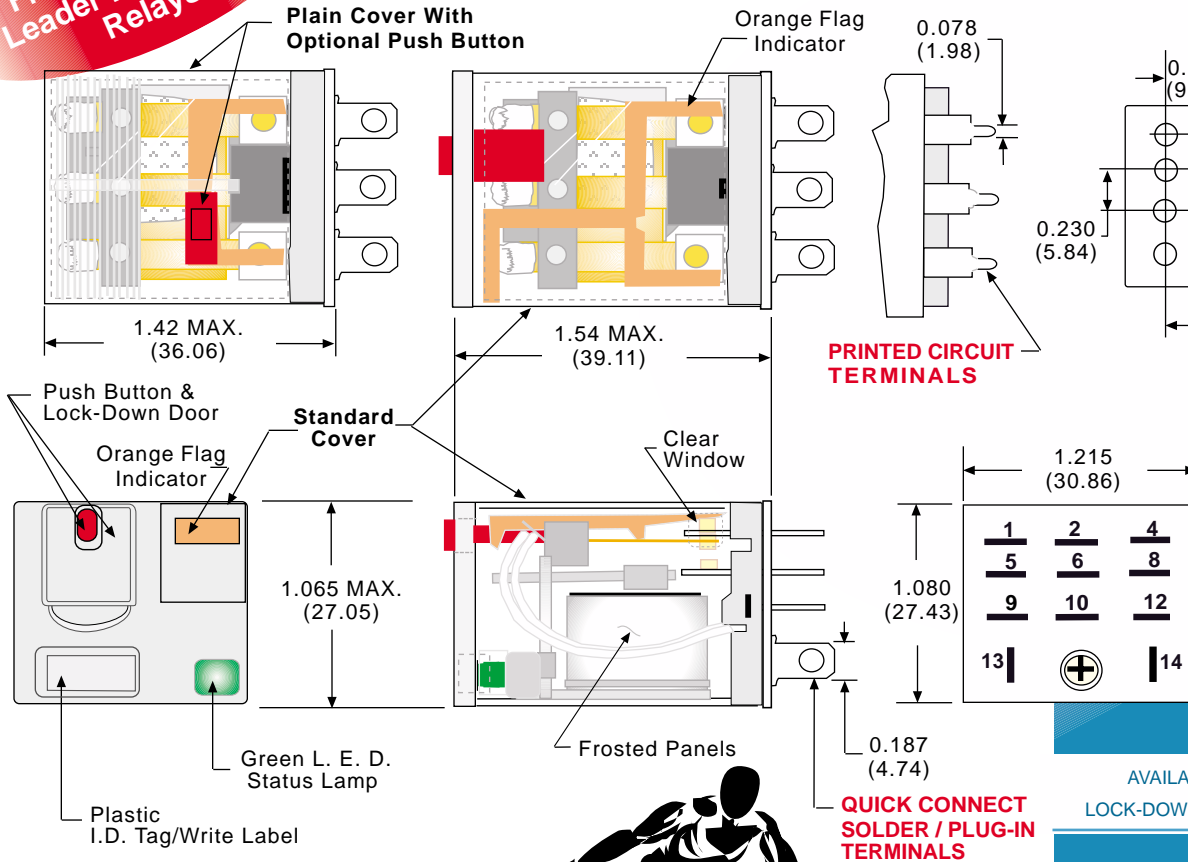 Leader
Relays
Plain Cover With
Optional Push Button
Orange Flag
Indicator
0.078
(1.98)
0.230
(5.84)
1.42 MAX.
(36.06)
1.54 MAX.
(39.11)
PRINTED CIRCUIT
TERMINALS
Push Button &
Lock-Down Door
Standard
Cover
Orange Flag
Indicator
Clear
Window
1.215
(30.86)
1.065 MAX.
(27.05)
1.080
(27.43)
1 2 4
5 6 8
9 10 12
13 14
Frosted Panels
0.187
(4.74)
Green L. E. D.
Status Lamp
Plastic
I.D. Tag/Write Label
QUICK CONNECT
SOLDER / PLUG-IN
TERMINALS